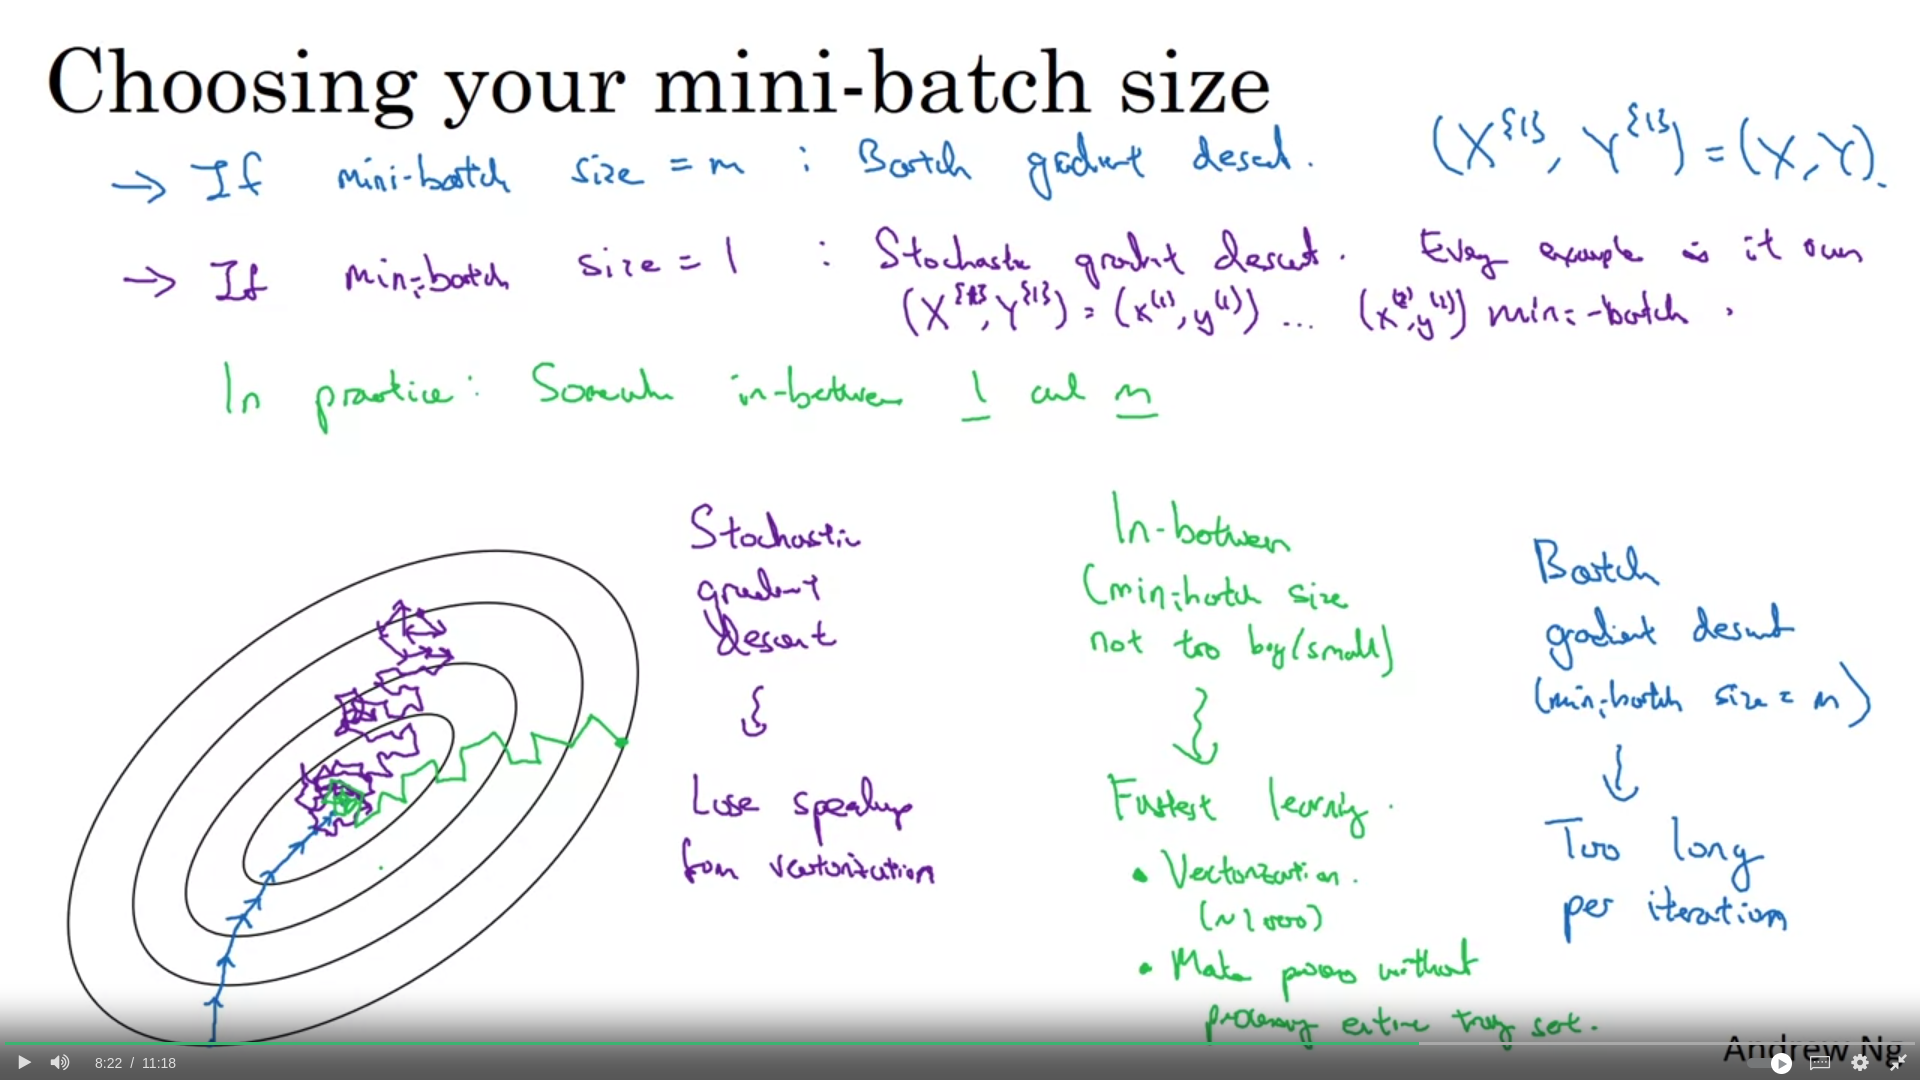 Choosing your mini-batch size
→ If mini-batch size = m : Batch gradient descent. (X^{1}, Y^{1}) = (X, Y).
→ If mini-batch size = 1 : Stochastic gradient descent. Every example is it own
(X^{1}, Y^{1}) = (x^(1), y^(1)) ... (x^(2), y^(2)) mini-batch.
In practice: Somewhere in-between 1 and m
Stochastic
gradient
descent
Lose speedup
from vectorization
In-between
(mini-batch size
not too big/small)
Fastest learning.
• Vectorization.
(~1000)
• Make progress without
processing entire training set.
Batch
gradient descent
(mini-batch size = m)
Too long
per iteration
Andrew Ng
8:22 / 11:18